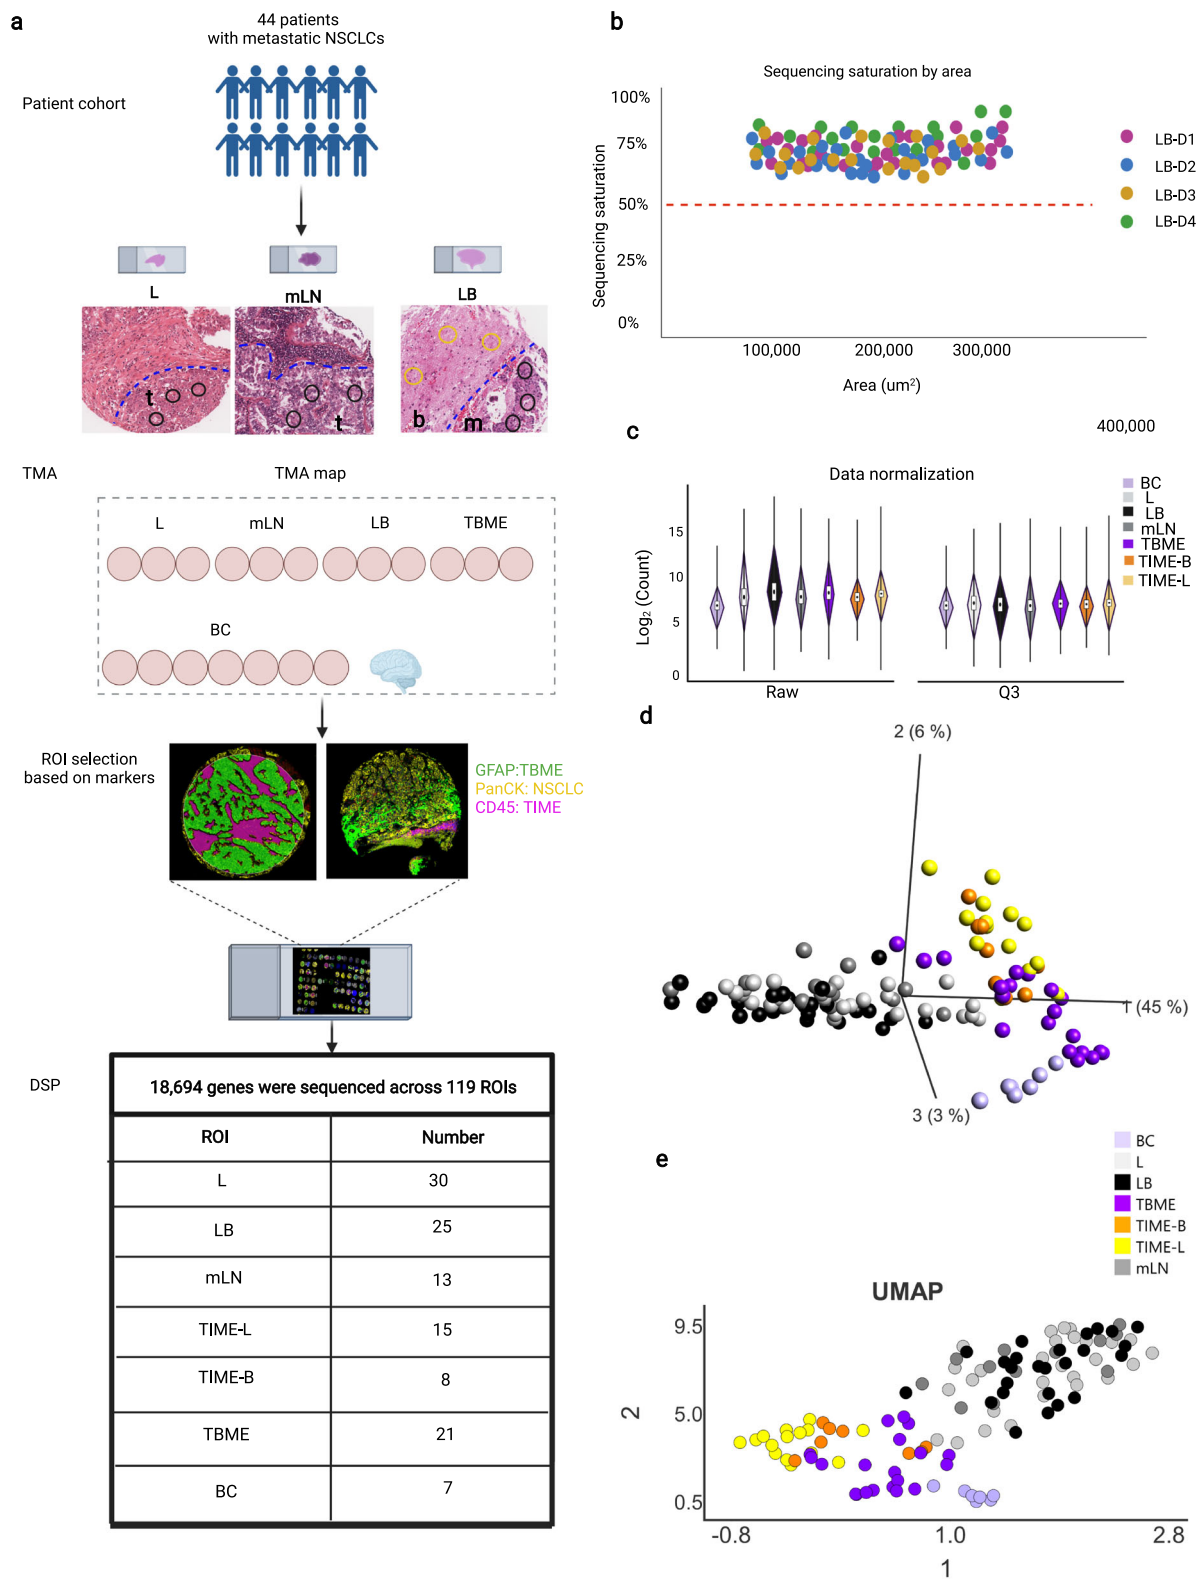 a
44 patients
with metastatic NSCLCs
Patient cohort
L
mLN
LB
t
t
b
m
TMA
TMA map
L
mLN
LB
TBME
BC
ROI selection
based on markers
GFAP:TBME
PanCK: NSCLC
CD45: TIME
DSP
18,694 genes were sequenced across 119 ROIs
ROI
Number
L
30
LB
25
mLN
13
TIME-L
15
TIME-B
8
TBME
21
BC
7
b
Sequencing saturation by area
Sequencing saturation
100%
75%
50%
25%
0%
100,000
200,000
300,000
400,000
Area (um²)
LB-D1
LB-D2
LB-D3
LB-D4
c
Data normalization
Log₂ (Count)
15
10
5
0
Raw
Q3
BC
L
LB
mLN
TBME
TIME-B
TIME-L
d
2 (6 %)
1 (45 %)
3 (3 %)
e
BC
L
LB
TBME
TIME-B
TIME-L
mLN
UMAP
2
9.5
5.0
0.5
-0.8
1.0
2.8
1